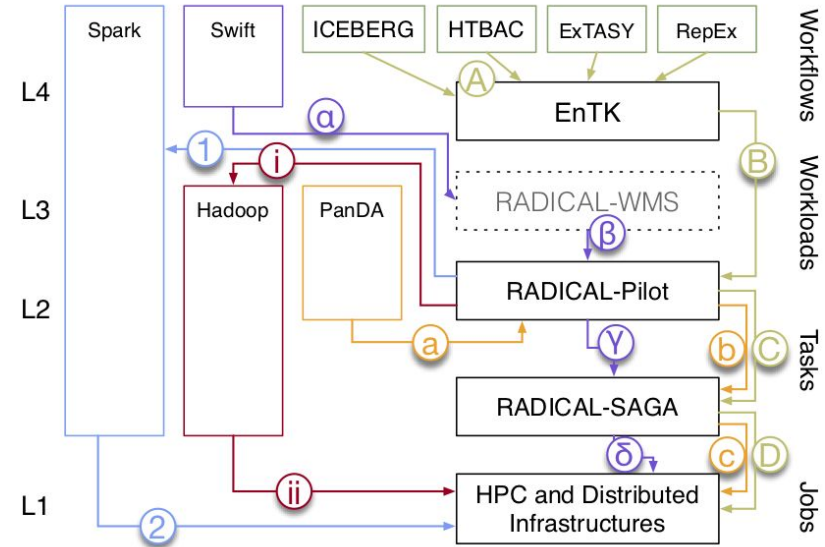 Spark
Swift
ICEBERG
HTBAC
ExTASY
RepEx
Workflows
L4
A
EnTK
α
1
i
B
Workloads
L3
Hadoop
PanDA
RADICAL-WMS
β
L2
RADICAL-Pilot
a
γ
b
C
Tasks
RADICAL-SAGA
δ
c
D
L1
ii
2
HPC and Distributed
Infrastructures
Jobs